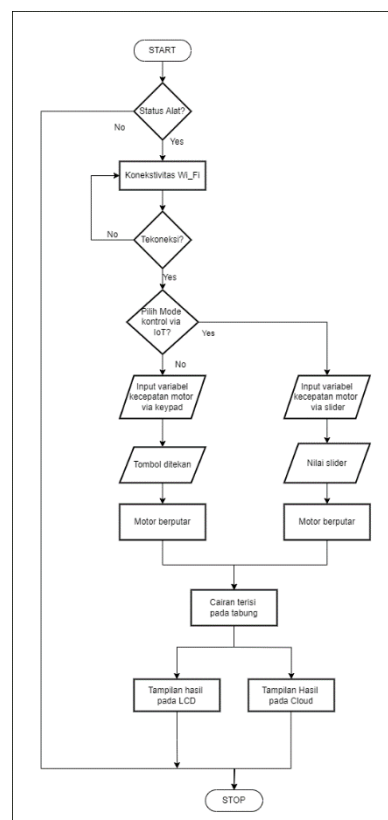 START
Status Alat?
No
Yes
Konekstivitas Wi_Fi
Tekoneksi?
No
Yes
Pilih Mode
kontrol via
IoT?
Yes
No
Input variabel
kecepatan motor
via keypad
Input variabel
kecepatan motor
via slider
Tombol ditekan
Nilai slider
Motor berputar
Motor berputar
Cairan terisi
pada tabung
Tampilan hasil
pada LCD
Tampilan Hasil
pada Cloud
STOP